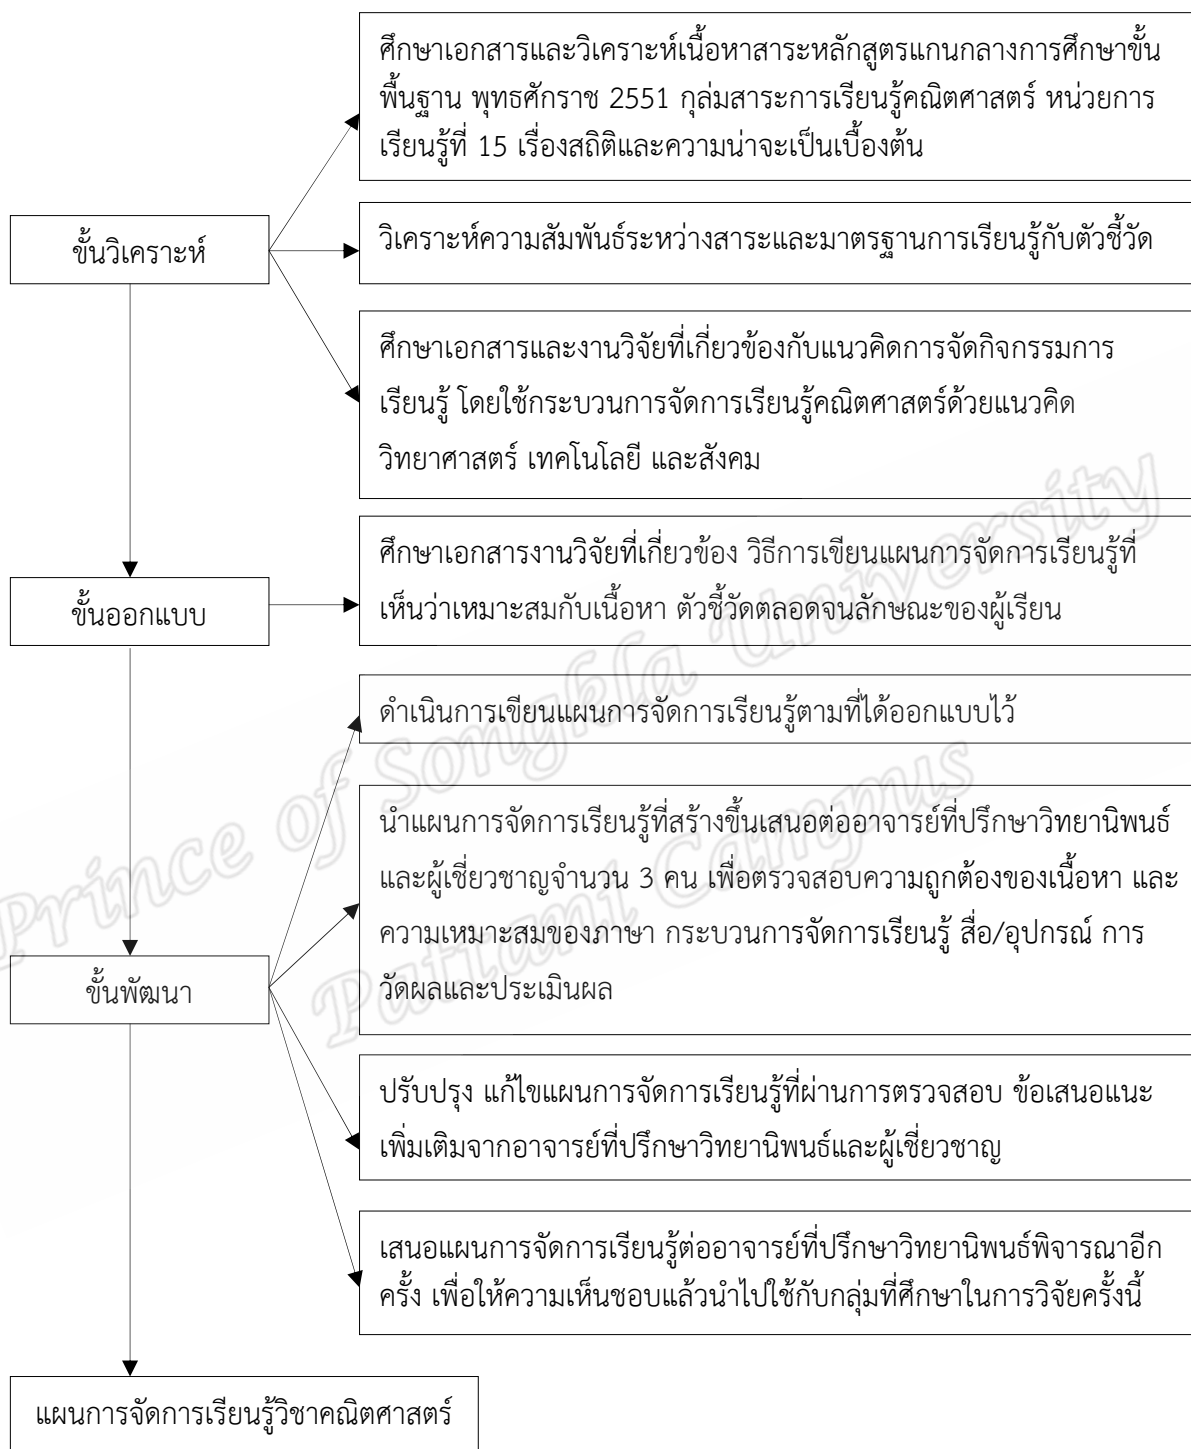 ศึกษาเอกสารและวิเคราะห์เนื้อหาสาระหลักสูตรแกนกลางการศึกษาขั้น
พื้นฐาน พุทธศักราช 2551 กุล่มสาระการเรียนรู้คณิตศาสตร์ หน่วยการ
เรียนรู้ที่ 15 เรื่องสถิติและความน่าจะเป็นเบื้องต้น
ขั้นวิเคราะห์
วิเคราะห์ความสัมพันธ์ระหว่างสาระและมาตรฐานการเรียนรู้กับตัวชี้วัด
ศึกษาเอกสารและงานวิจัยที่เกี่ยวข้องกับแนวคิดการจัดกิจกรรมการ
เรียนรู้ โดยใช้กระบวนการจัดการเรียนรู้คณิตศาสตร์ด้วยแนวคิด
วิทยาศาสตร์ เทคโนโลยี และสังคม
ขั้นออกแบบ
ศึกษาเอกสารงานวิจัยที่เกี่ยวข้อง วิธีการเขียนแผนการจัดการเรียนรู้ที่
เห็นว่าเหมาะสมกับเนื้อหา ตัวชี้วัดตลอดจนลักษณะของผู้เรียน
ดำเนินการเขียนแผนการจัดการเรียนรู้ตามที่ได้ออกแบบไว้
นำแผนการจัดการเรียนรู้ที่สร้างขึ้นเสนอต่ออาจารย์ที่ปรึกษาวิทยานิพนธ์
และผู้เชี่ยวชาญจำนวน 3 คน เพื่อตรวจสอบความถูกต้องของเนื้อหา และ
ความเหมาะสมของภาษา กระบวนการจัดการเรียนรู้ สื่อ/อุปกรณ์ การ
วัดผลและประเมินผล
ขั้นพัฒนา
ปรับปรุง แก้ไขแผนการจัดการเรียนรู้ที่ผ่านการตรวจสอบ ข้อเสนอแนะ
เพิ่มเติมจากอาจารย์ที่ปรึกษาวิทยานิพนธ์และผู้เชี่ยวชาญ
เสนอแผนการจัดการเรียนรู้ต่ออาจารย์ที่ปรึกษาวิทยานิพนธ์พิจารณาอีก
ครั้ง เพื่อให้ความเห็นชอบแล้วนำไปใช้กับกลุ่มที่ศึกษาในการวิจัยครั้งนี้
แผนการจัดการเรียนรู้วิชาคณิตศาสตร์
Prince of Songkla University
Pattani Campus